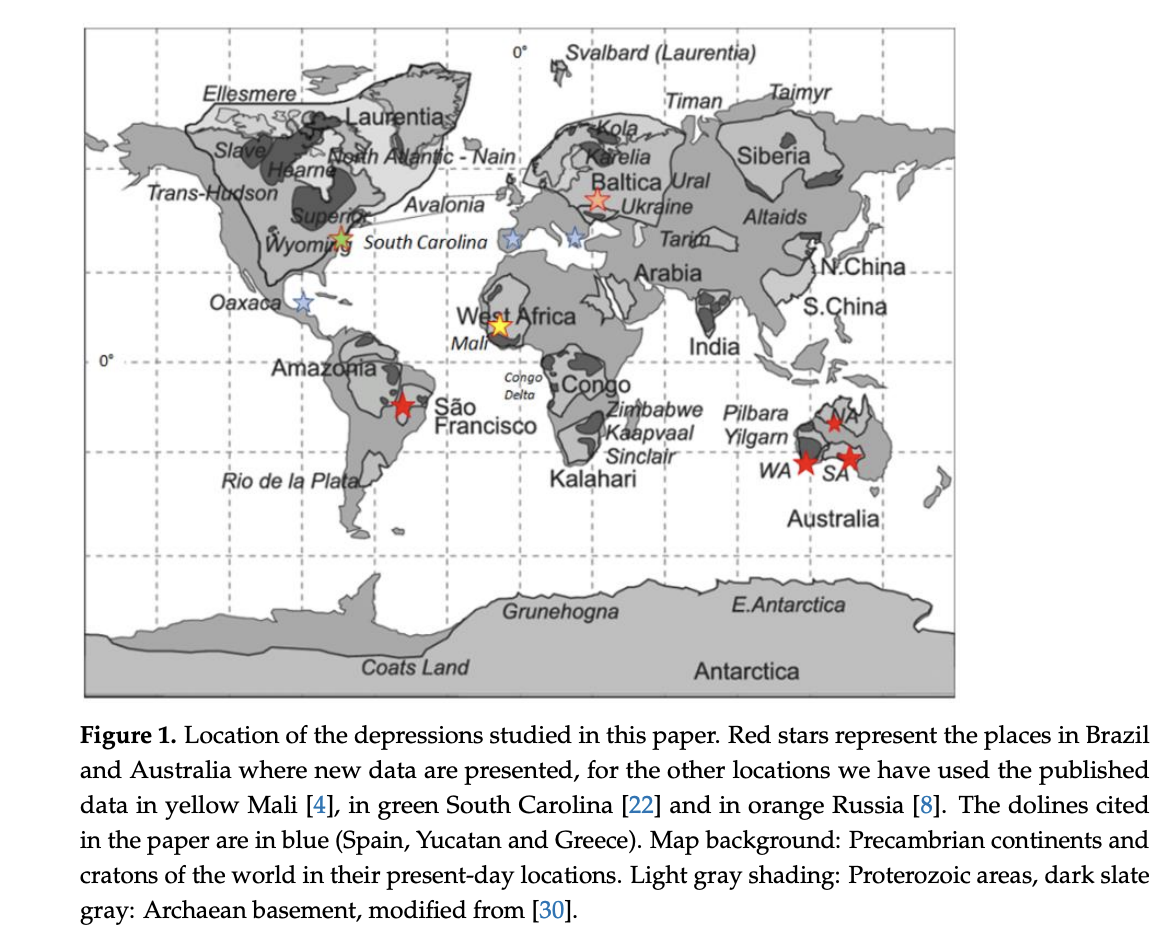 0°
Svalbard (Laurentia)
Ellesmere
Timan
Taimyr
Laurentia
Kola
Slave
North Atlantic - Nain
Karelia
Siberia
Hearne
Baltica
Ural
Trans-Hudson
Avalonia
Ukraine
Superior
Altaids
Wyoming
South Carolina
Tarim
Arabia
N.China
Oaxaca
S.China
West Africa
Mali
India
0°
Amazonia
Congo
Delta
Congo
São
Francisco
Zimbabwe
Kaapvaal
Sinclair
Pilbara
Yilgarn
NA
WA
SA
Rio de la Plata
Kalahari
Australia
Grunehogna
E.Antarctica
Coats Land
Antarctica
Figure 1. Location of the depressions studied in this paper. Red stars represent the places in Brazil
and Australia where new data are presented, for the other locations we have used the published
data in yellow Mali [4], in green South Carolina [22] and in orange Russia [8]. The dolines cited
in the paper are in blue (Spain, Yucatan and Greece). Map background: Precambrian continents and
cratons of the world in their present-day locations. Light gray shading: Proterozoic areas, dark slate
gray: Archaean basement, modified from [30].